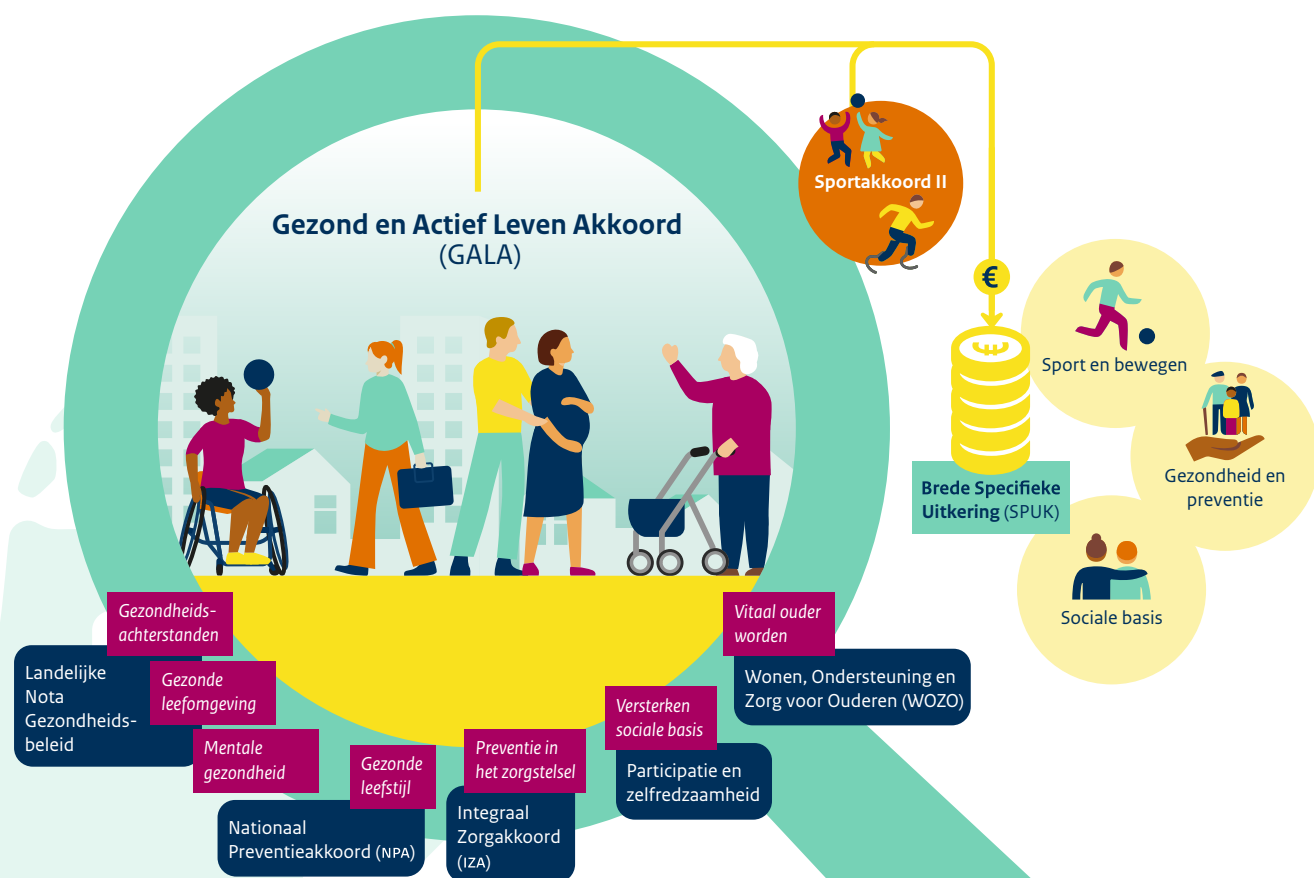 Gezond en Actief Leven Akkoord
(GALA)
Sportakkoord II
€
Sport en bewegen
Gezondheid en
preventie
Brede Specifieke
Uitkering (SPUK)
Sociale basis
Gezondheids-
achterstanden
Landelijke
Nota
Gezondheids-
beleid
Gezonde
leefomgeving
Mentale
gezondheid
Nationaal
Preventieakkoord (NPA)
Gezonde
leefstijl
Preventie in
het zorgstelsel
Integraal
Zorgakkoord
(IZA)
Versterken
sociale basis
Participatie en
zelfredzaamheid
Vitaal ouder
worden
Wonen, Ondersteuning en
Zorg voor Ouderen (WOZO)